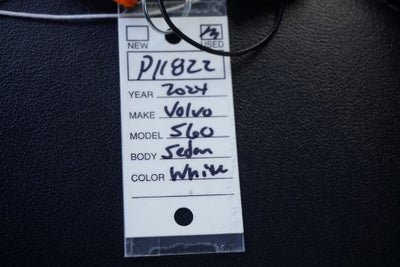 NEW USED
P11822
YEAR 2024
MAKE Volvo
MODEL S60
BODY Sedan
COLOR White